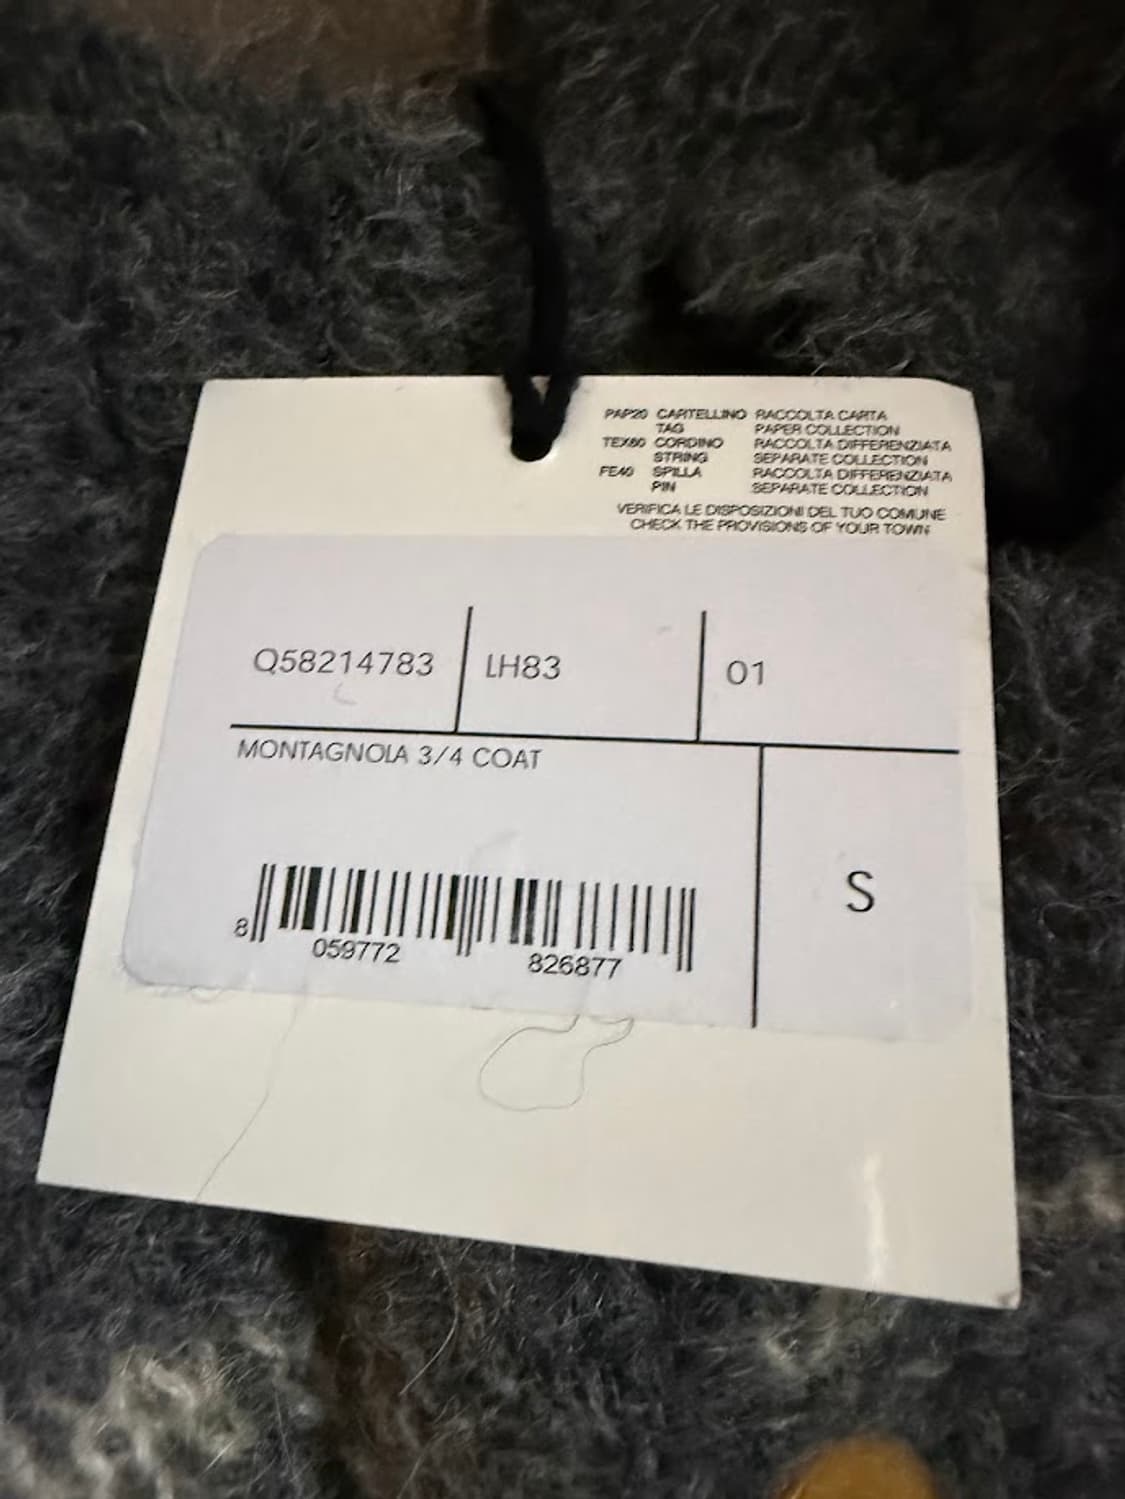 PAP20 CARTELLINO RACCOLTA CARTA
TAG PAPER COLLECTION
TEX60 CORDINO RACCOLTA DIFFERENZIATA
STRING SEPARATE COLLECTION
FE40 SPILLA RACCOLTA DIFFERENZIATA
PIN SEPARATE COLLECTION
VERIFICA LE DISPOSIZIONI DEL TUO COMUNE
CHECK THE PROVISIONS OF YOUR TOWN
Q58214783 LH83 01
MONTAGNOLA 3/4 COAT
S
8 059772 826877